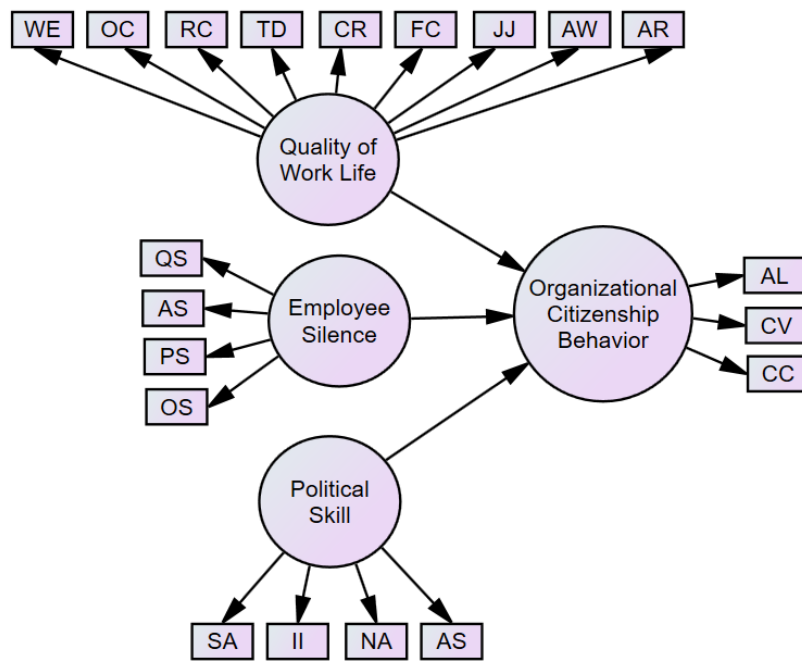 WE OC RC TD CR FC JJ AW AR
Quality of
Work Life
QS
AS
PS
OS
Employee
Silence
Organizational
Citizenship
Behavior
AL
CV
CC
Political
Skill
SA II NA AS